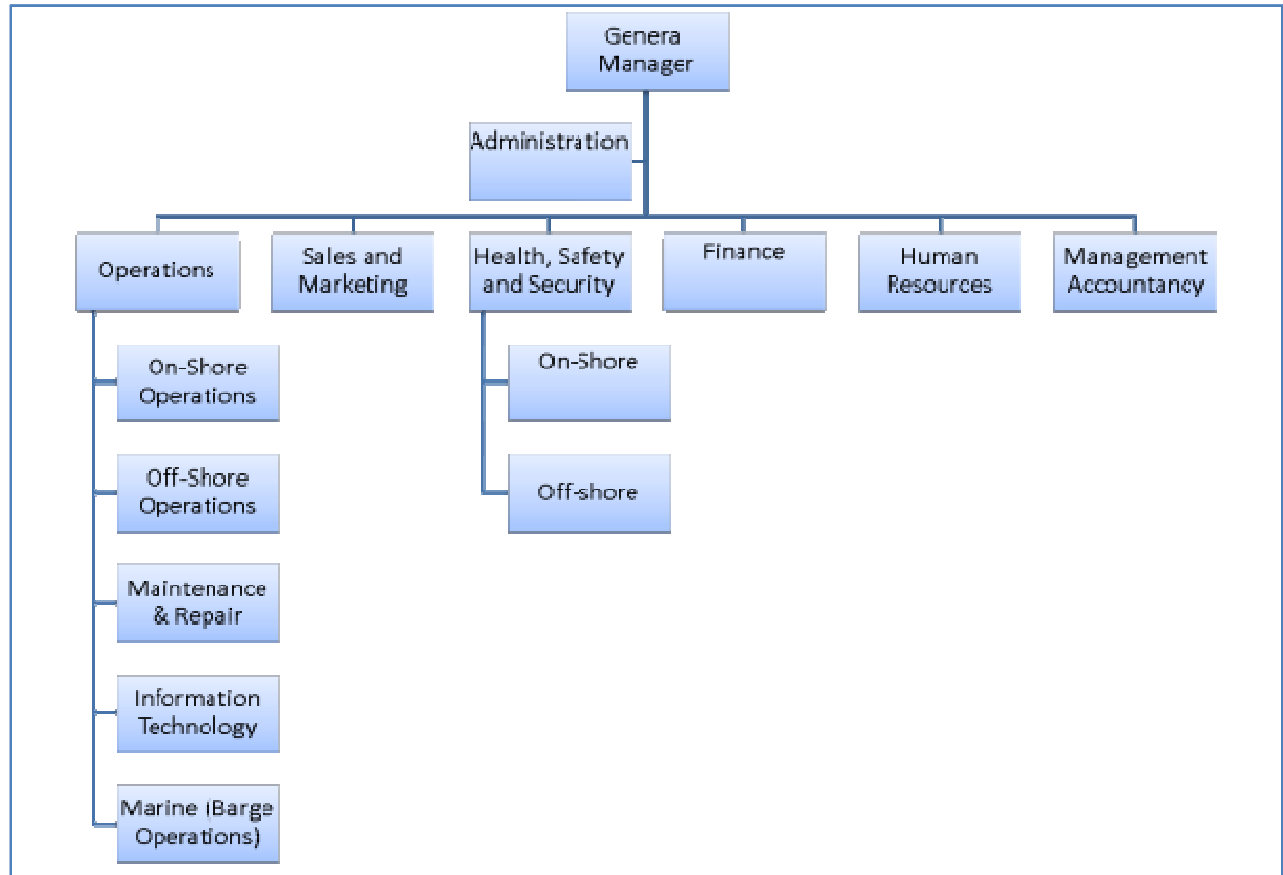 Genera
Manager
Administration
Operations
Sales and
Marketing
Health, Safety
and Security
Finance
Human
Resources
Management
Accountancy
On-Shore
Operations
Off-Shore
Operations
Maintenance
& Repair
Information
Technology
Marine (Barge
Operations)
On-Shore
Off-shore